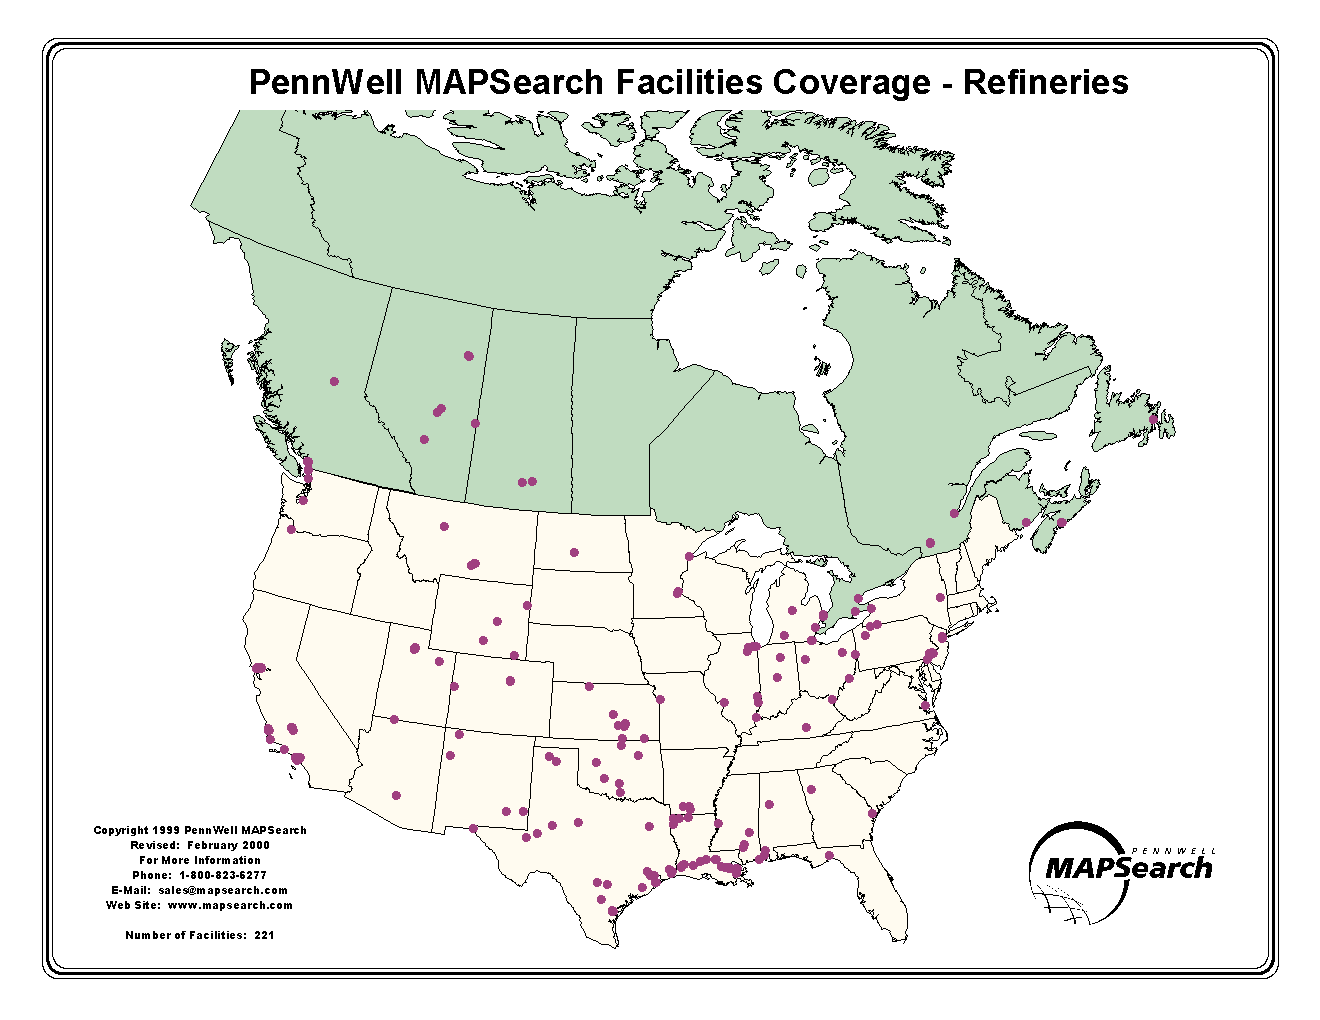 PennWell MAPSearch Facilities Coverage - Refineries
Copyright 1999 PennWell MAPSearch
Revised: February 2000
For More Information
Phone: 1-800-823-6277
E-Mail: sales@mapsearch.com
Web Site: www.mapsearch.com
Number of Facilities: 221
PENNWELL
MAPSearch